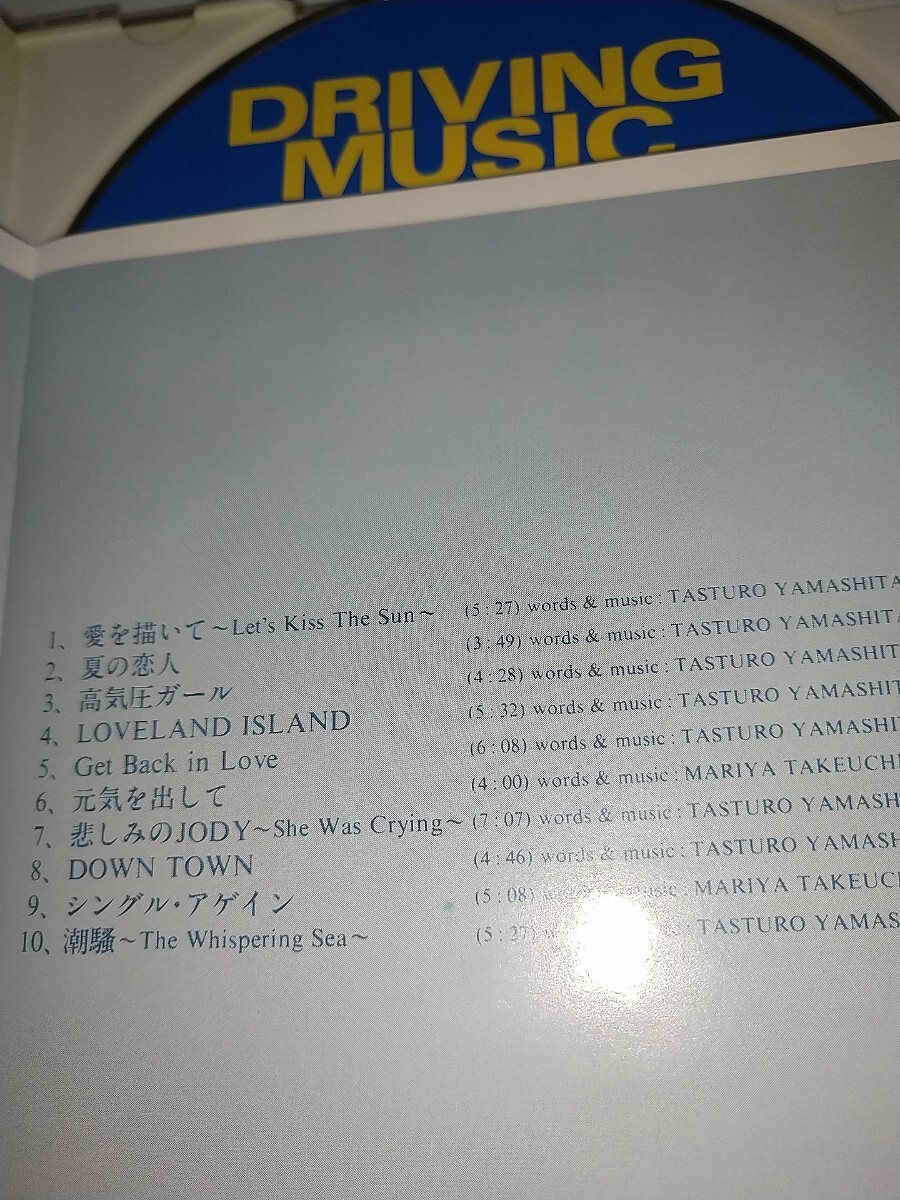 DRIVING
MUSIC
1、愛を描いて～Let's Kiss The Sun～ (5：27) words & music : TASTURO YAMASHITA
2、夏の恋人 (3：49) words & music : TASTURO YAMASHITA
3、高気圧ガール (4：28) words & music : TASTURO YAMASHIT
4、LOVELAND ISLAND (5：32) words & music : TASTURO YAMASHIT
5、Get Back in Love (6：08) words & music : TASTURO YAMASHIT
6、元気を出して (4：00) words & music : MARIYA TAKEUCHI
7、悲しみのJODY～She Was Crying～ (7：07) words & music : TASTURO YAMASH
8、DOWN TOWN (4：46) words & music : TASTURO YAMASH
9、シングル・アゲイン (5：08) words & music : MARIYA TAKEUC
10、潮騒～The Whispering Sea～ (5：27) TASTURO YAMAS